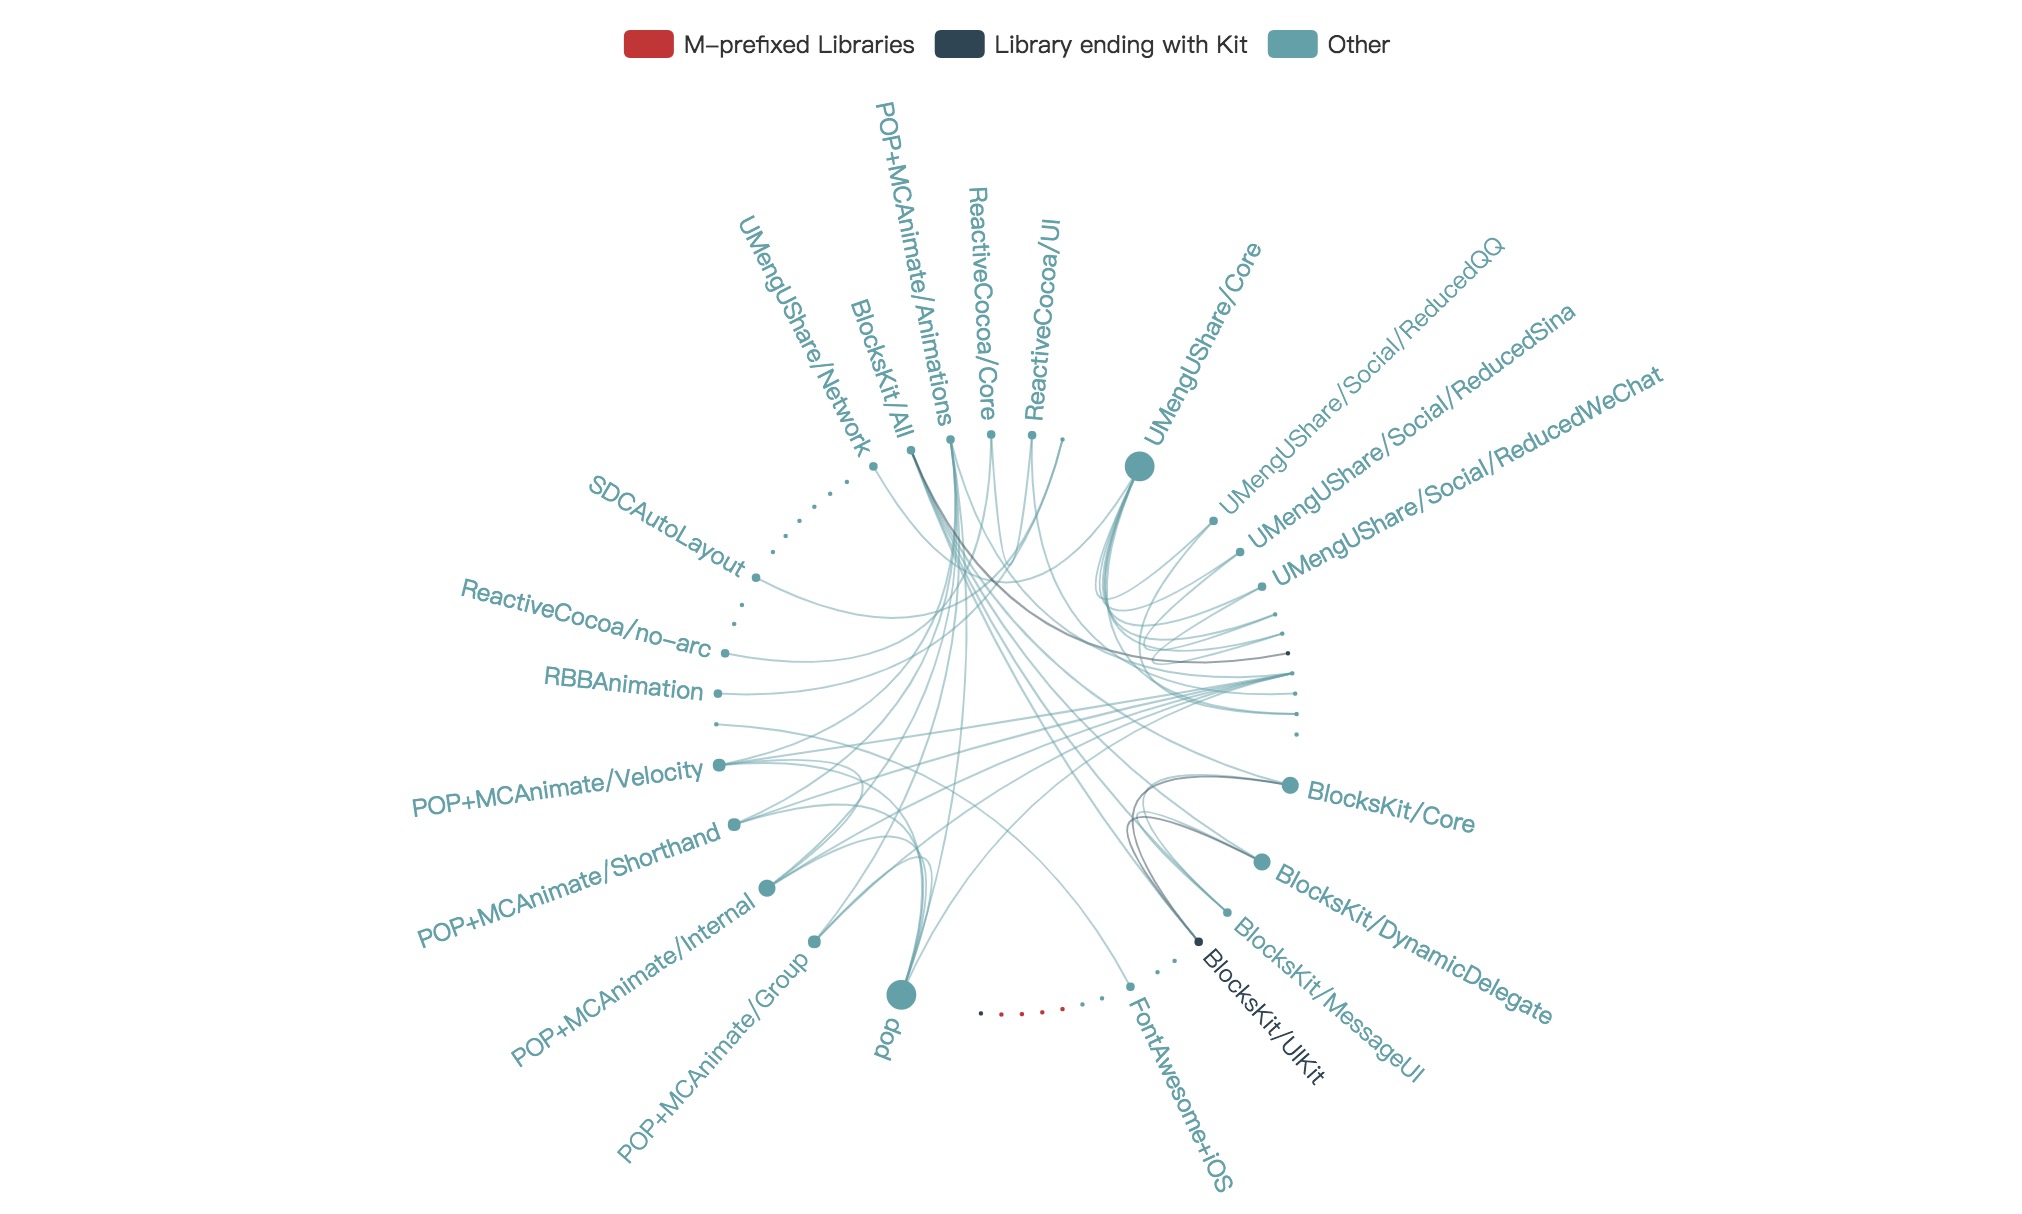 M-prefixed Libraries
Library ending with Kit
Other
POP+MCAnimate/Animations
ReactiveCocoa/Core
ReactiveCocoa/UI
UMengUShare/Network
BlocksKit/All
UMengUShare/Core
UMengUShare/Social/ReducedQQ
UMengUShare/Social/ReducedSina
UMengUShare/Social/ReducedWeChat
SDCAutoLayout
ReactiveCocoa/no-arc
RBBAnimation
POP+MCAnimate/Velocity
POP+MCAnimate/Shorthand
POP+MCAnimate/Internal
POP+MCAnimate/Group
pop
BlocksKit/Core
BlocksKit/DynamicDelegate
BlocksKit/MessageUI
BlocksKit/UIKit
FontAwesome+iOS